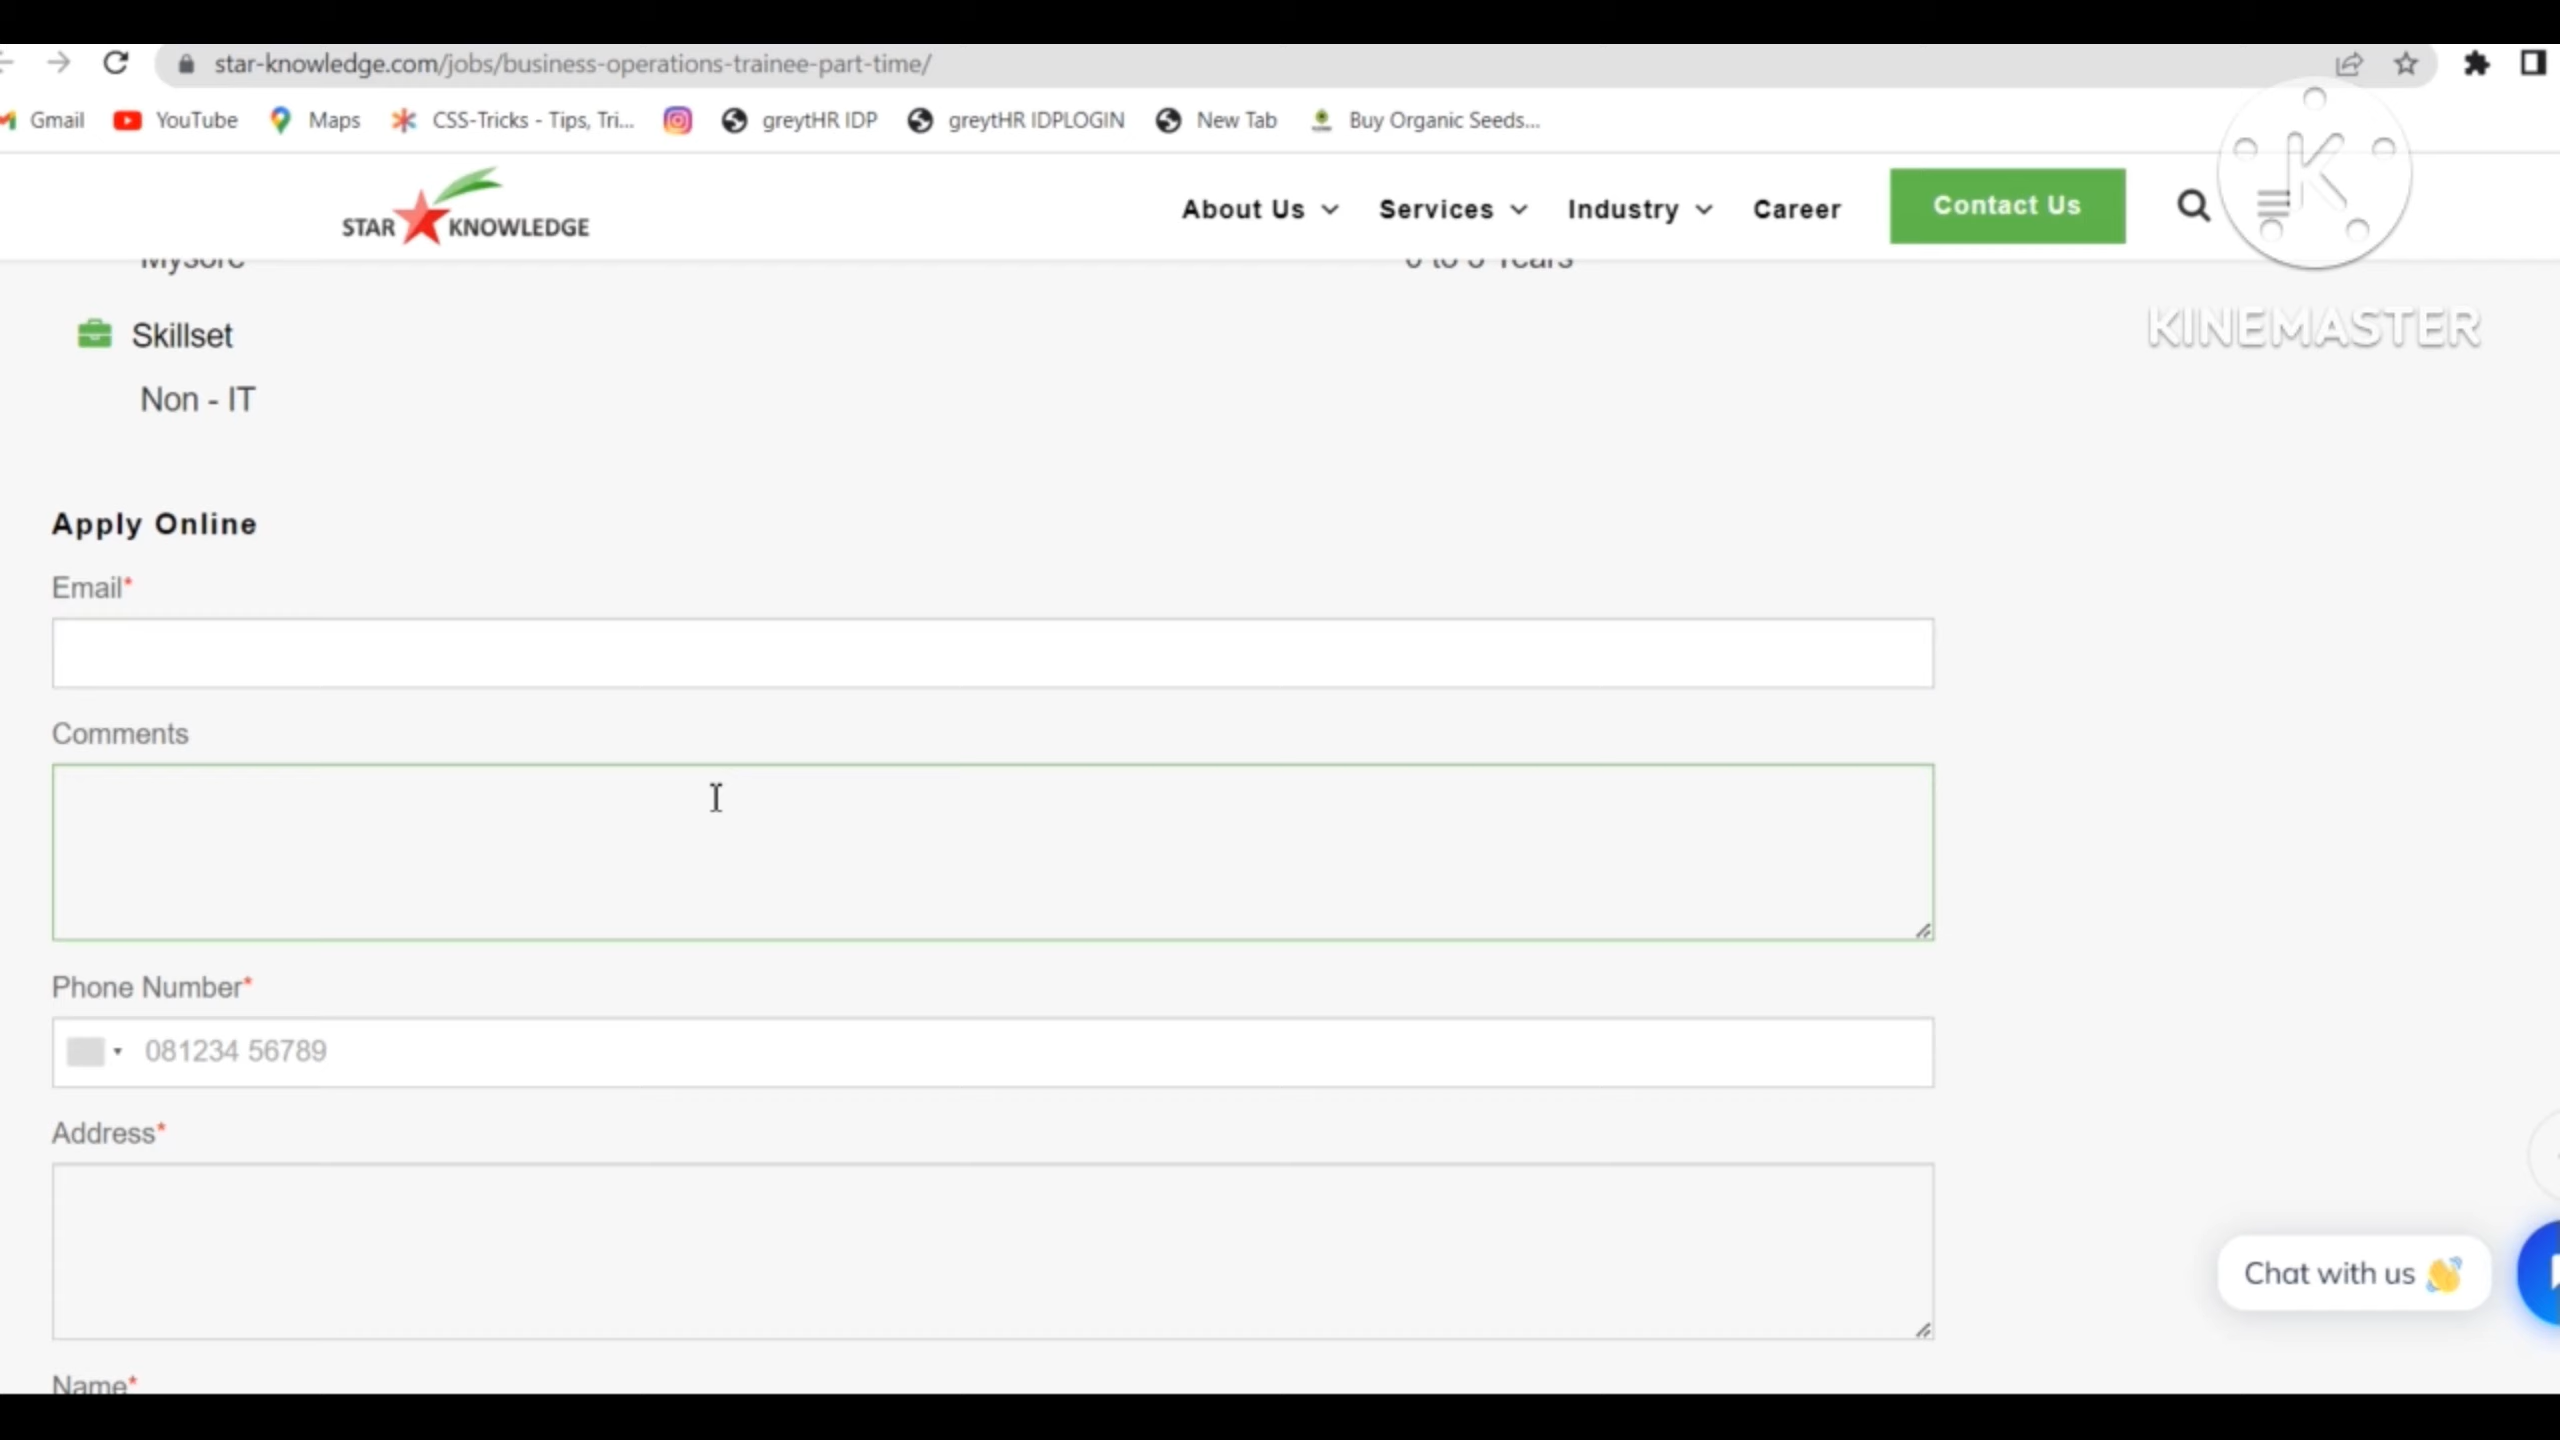 star-knowledge.com/jobs/business-operations-trainee-part-time/
Gmail YouTube Maps CSS-Tricks - Tips, Tri... greytHR IDP greytHR IDPLOGIN New Tab Buy Organic Seeds...
STAR KNOWLEDGE About Us Services Industry Career Contact Us
K
KINEMASTER
Mysore
Skillset
Non - IT
Apply Online
Email*
Comments
Phone Number*
081234 56789
Address*
Chat with us 👋
Name*